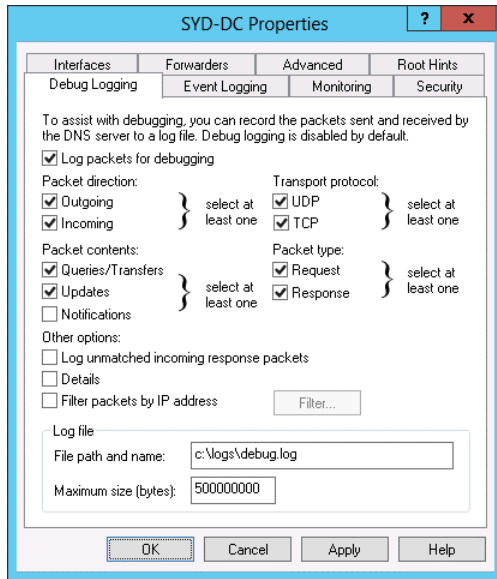 SYD-DC Properties
? x
Interfaces Forwarders Advanced Root Hints
Debug Logging Event Logging Monitoring Security
To assist with debugging, you can record the packets sent and received by
the DNS server to a log file. Debug logging is disabled by default.
Log packets for debugging
Packet direction: Transport protocol:
Outgoing select at UDP select at
Incoming least one TCP least one
Packet contents: Packet type:
Queries/Transfers Request
Updates select at Response select at
Notifications least one least one
Other options:
Log unmatched incoming response packets
Details
Filter packets by IP address Filter...
Log file
File path and name: c:\logs\debug.log
Maximum size (bytes): 500000000
OK Cancel Apply Help